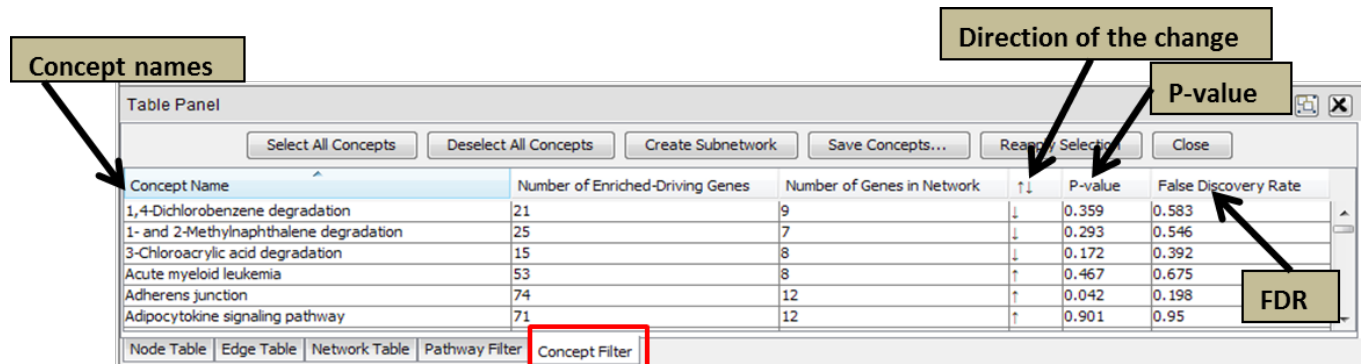 Direction of the change
Concept names
P-value
Table Panel
Select All Concepts Deselect All Concepts Create Subnetwork Save Concepts... Reapply Selection Close
Concept Name Number of Enriched-Driving Genes Number of Genes in Network ↑↓ P-value False Discovery Rate
1,4-Dichlorobenzene degradation 21 9 ↓ 0.359 0.583
1- and 2-Methylnaphthalene degradation 25 7 ↓ 0.293 0.546
3-Chloroacrylic acid degradation 15 8 ↓ 0.172 0.392
Acute myeloid leukemia 53 8 ↑ 0.467 0.675
Adherens junction 74 12 ↑ 0.042 0.198
FDR
Adipocytokine signaling pathway 71 12 ↑ 0.901 0.95
Node Table Edge Table Network Table Pathway Filter Concept Filter